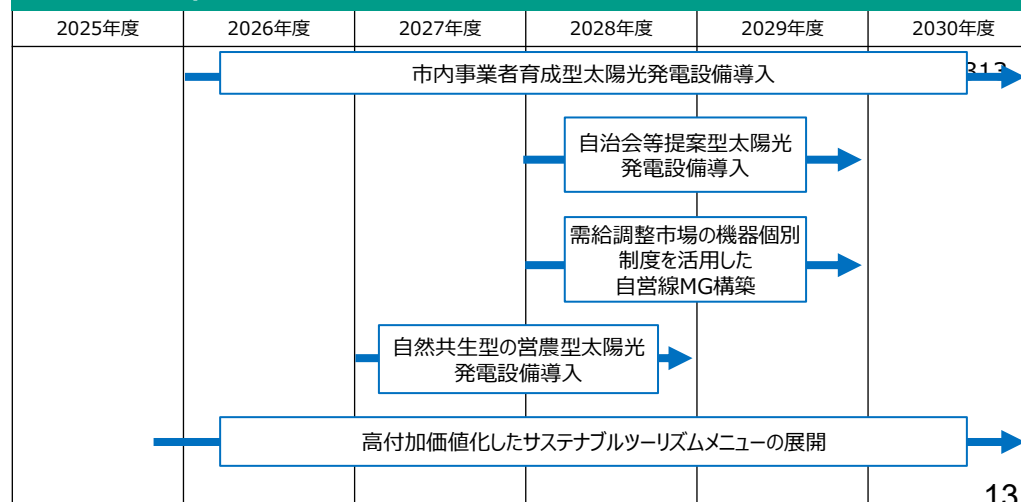 2025年度
2026年度
2027年度
2028年度
2029年度
2030年度
市内事業者育成型太陽光発電設備導入
自治会等提案型太陽光
発電設備導入
需給調整市場の機器個別
制度を活用した
自営線MG構築
自然共生型の営農型太陽光
発電設備導入
高付加価値化したサステナブルツーリズムメニューの展開
13